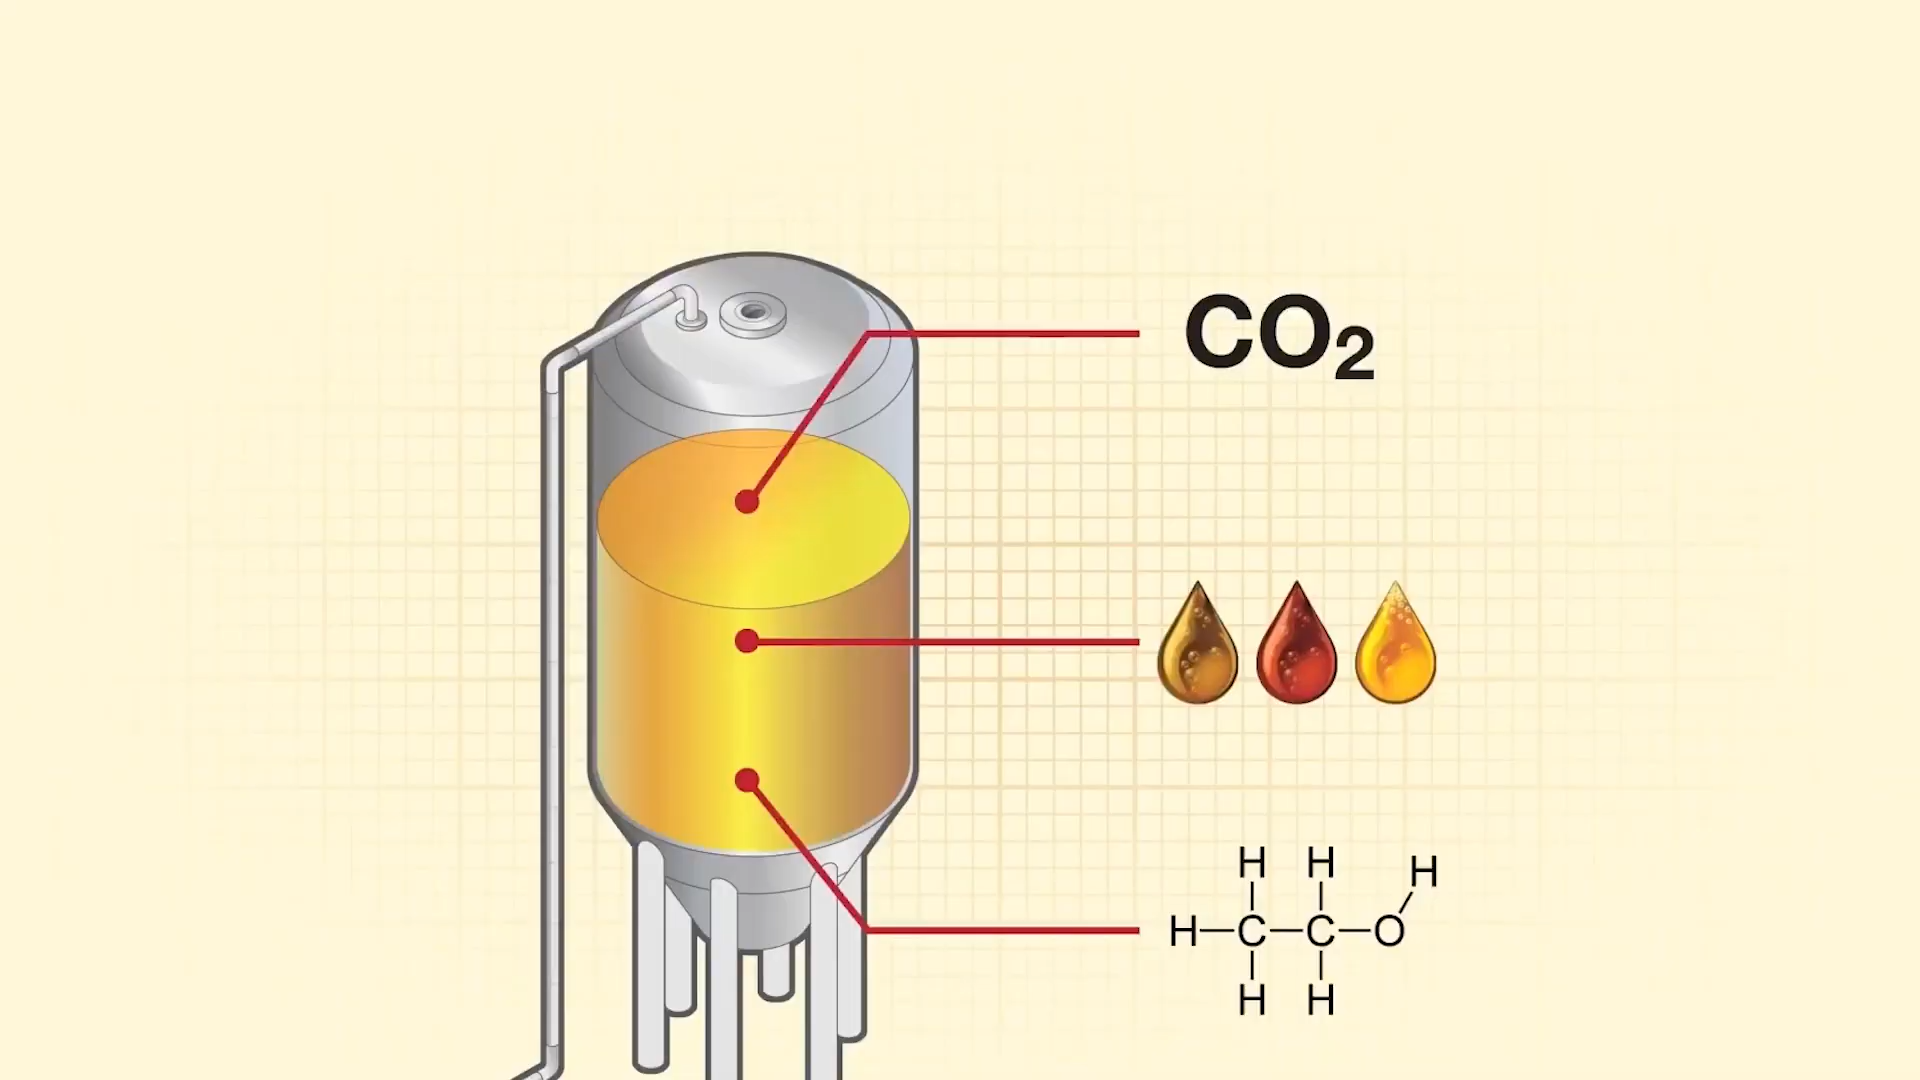 CO₂
H H H
H—C—C—O
H H